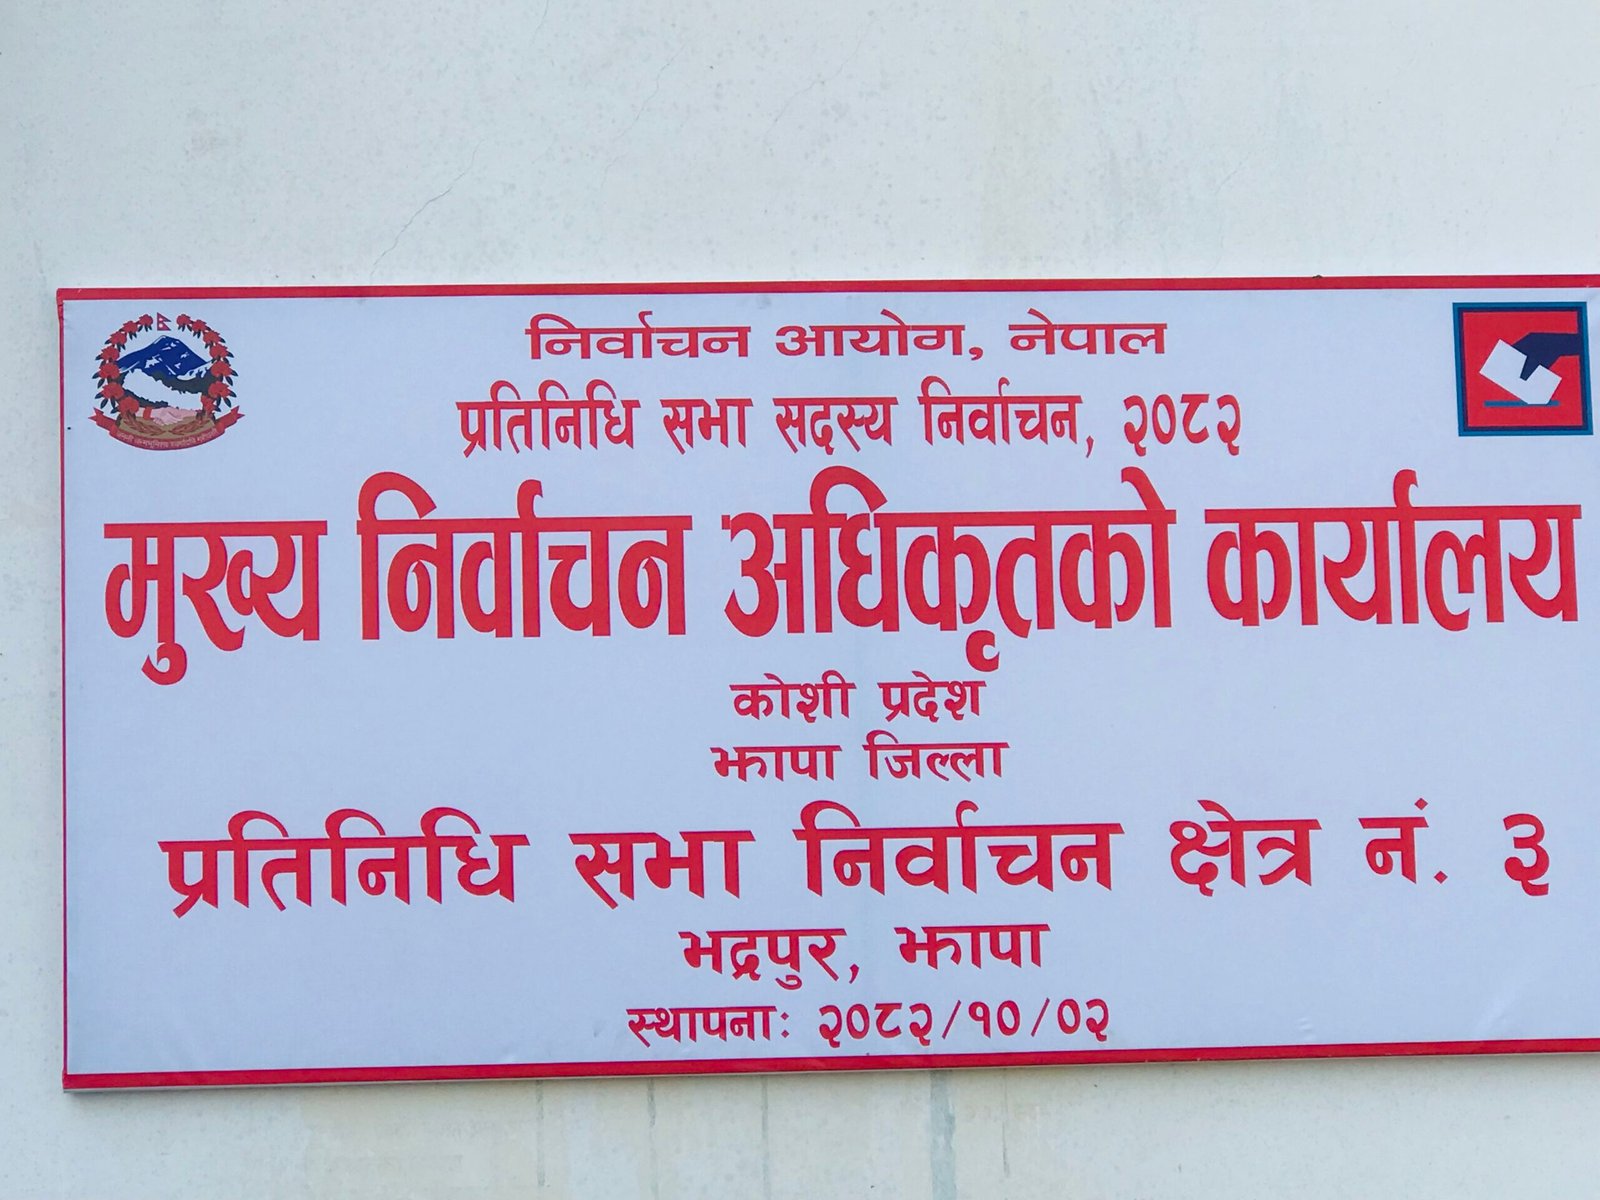 निर्वाचन आयोग, नेपाल
प्रतिनिधि सभा सदस्य निर्वाचन, २०८२
मुख्य निर्वाचन अधिकृतको कार्यालय
कोशी प्रदेश
झापा जिल्ला
प्रतिनिधि सभा निर्वाचन क्षेत्र नं. ३
भद्रपुर, झापा
स्थापनाः २०८२/१०/०२